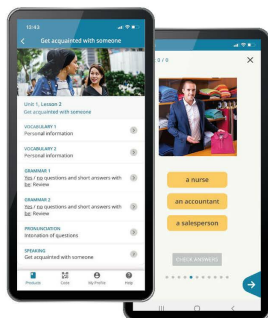 12:43
Get acquainted with someone
Unit 1, Lesson 2
Get acquainted with someone
VOCABULARY 1
Personal information
VOCABULARY 2
Personal information
GRAMMAR 1
Yes / no questions and short answers with
be: Review
GRAMMAR 2
Yes / no questions and short answers with
be: Review
PRONUNCIATION
Intonation of questions
SPEAKING
Get acquainted with someone
Products
My Profile
Help
0 / 8
a nurse
an accountant
a salesperson
CHECK ANSWERS